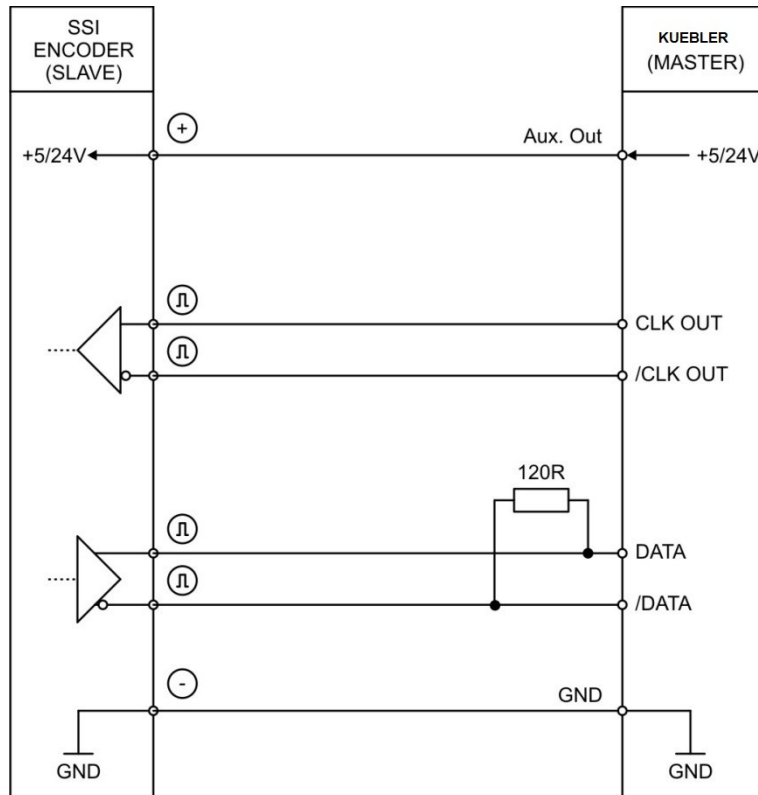 SSI
ENCODER
(SLAVE)
KUEBLER
(MASTER)
+
Aux. Out
+5/24V
+5/24V
CLK OUT
/CLK OUT
120R
DATA
/DATA
-
GND
GND
GND